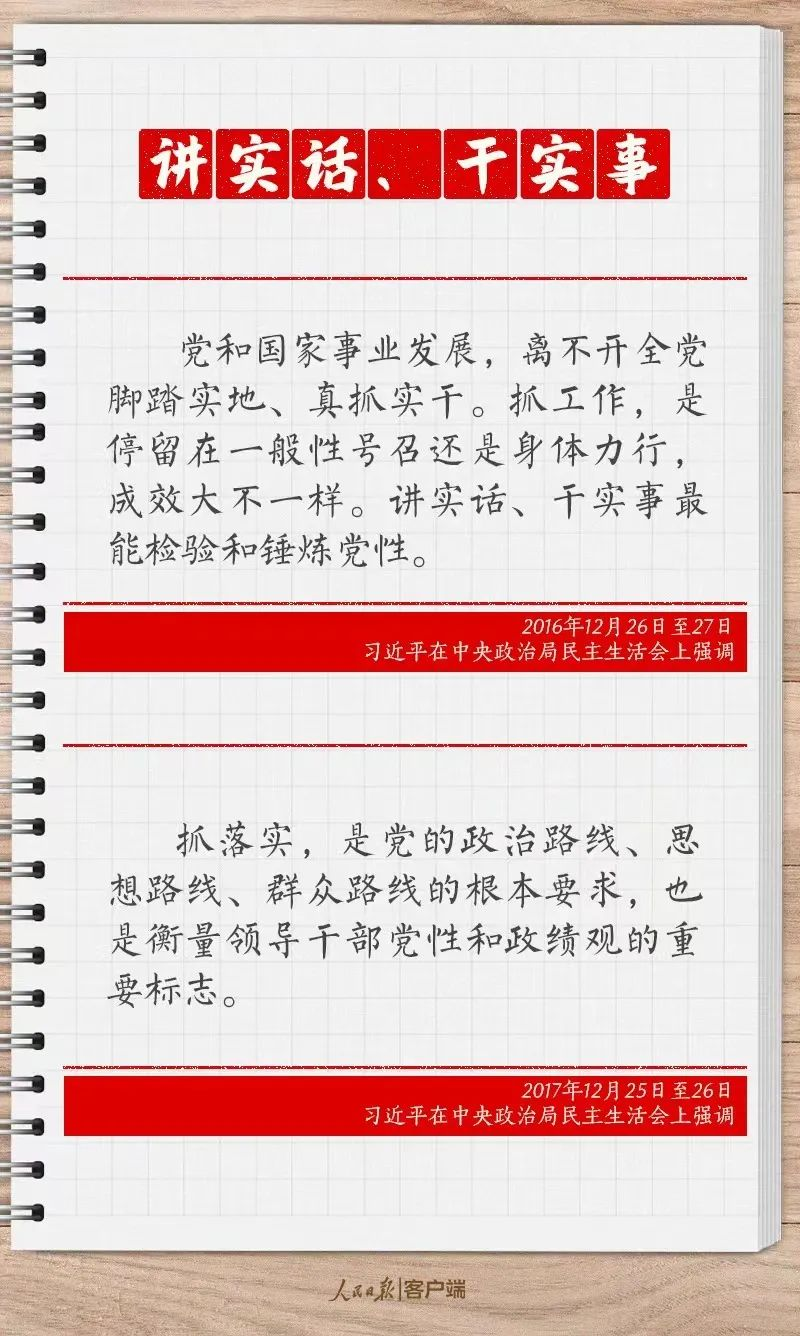 讲实话、干实事
党和国家事业发展，离不开全党
脚踏实地、真抓实干。抓工作，是
停留在一般性号召还是身体力行，
成效大不一样。讲实话、干实事最
能检验和锤炼党性。
2016年12月26日至27日
习近平在中央政治局民主生活会上强调
抓落实，是党的政治路线、思
想路线、群众路线的根本要求，也
是衡量领导干部党性和政绩观的重
要标志。
2017年12月25日至26日
习近平在中央政治局民主生活会上强调
人民日报|客户端